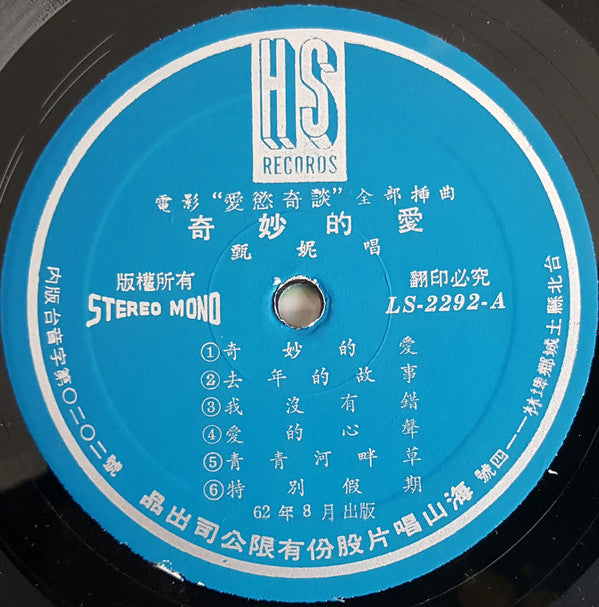 HS
RECORDS
電影“愛慾奇談”全部挿曲
奇妙的愛
甄妮唱
版權所有
翻印必究
STEREO MONO
LS-2292-A
①奇妙的愛
②去年的故事
③我沒有錯
④愛的心聲
⑤青青河畔草
⑥特別假期
62年8月出版
內版台音字第〇二〇二號
海山唱片股份有限公司出品
台北縣土城鄉埤林一一四號